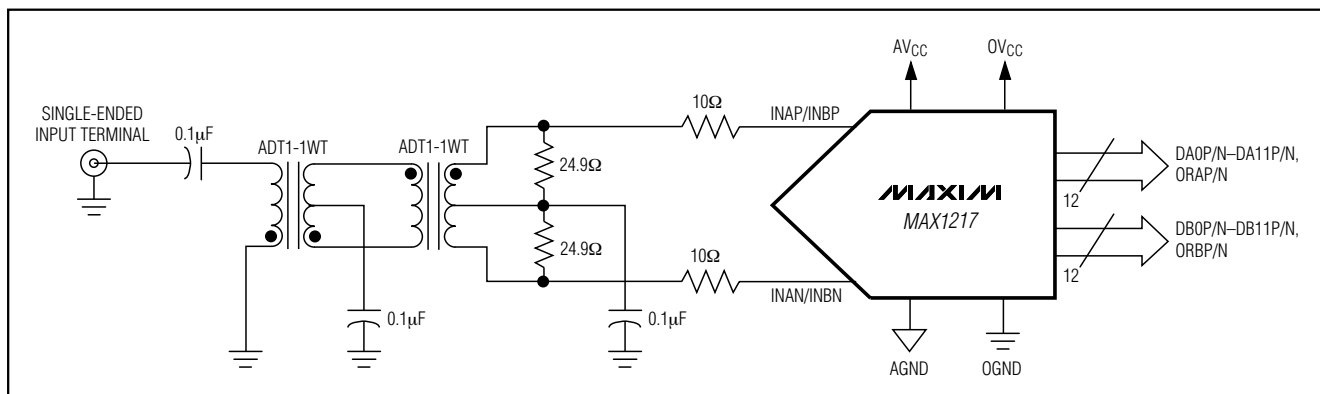 SINGLE-ENDED
INPUT TERMINAL
0.1μF
ADT1-1WT
ADT1-1WT
0.1μF
24.9Ω
24.9Ω
0.1μF
10Ω
10Ω
INAP/INBP
INAN/INBN
AVCC
OVCC
MAXIM
MAX1217
AGND
OGND
12
DA0P/N–DA11P/N,
ORAP/N
12
DB0P/N–DB11P/N,
ORBP/N